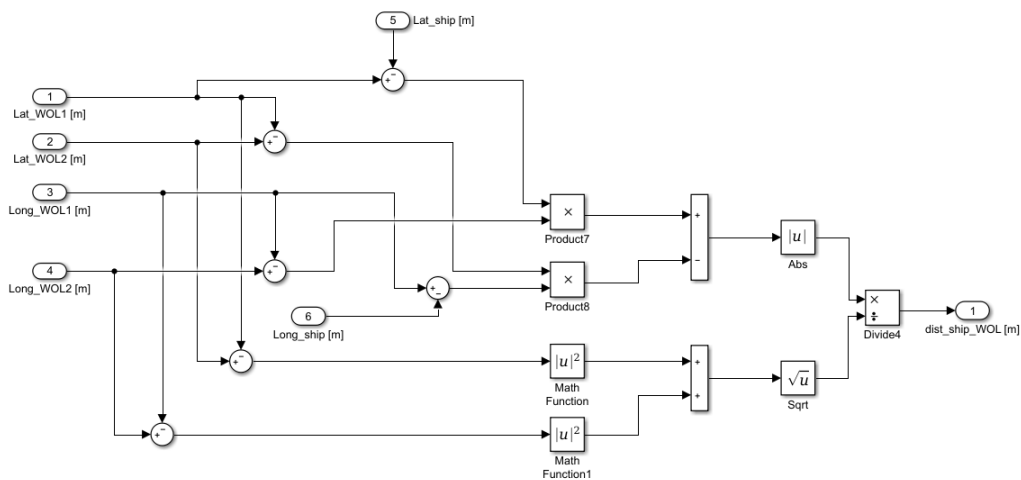 5
Lat_ship [m]
1
Lat_WOL1 [m]
2
Lat_WOL2 [m]
3
Long_WOL1 [m]
4
Long_WOL2 [m]
6
Long_ship [m]
+ −
+ −
+ −
+ −
+ −
+ −
×
Product7
×
Product8
+
−
|u|
Abs
×
÷
Divide4
1
dist_ship_WOL [m]
|u|²
Math
Function
|u|²
Math
Function1
+
+
√u
Sqrt